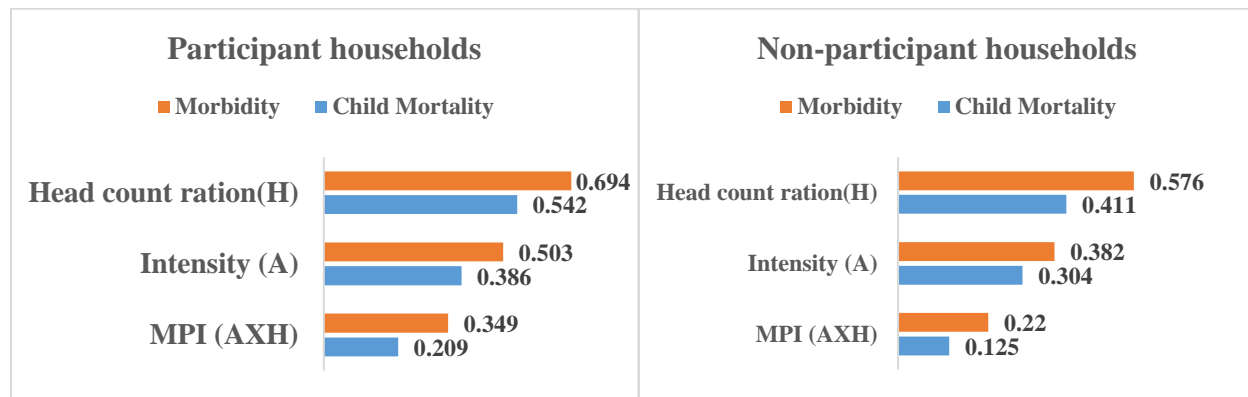 Participant households
Morbidity Child Mortality
Head count ration(H) 0.694
0.542
Intensity (A) 0.503
0.386
MPI (AXH) 0.349
0.209
Non-participant households
Morbidity Child Mortality
Head count ration(H) 0.576
0.411
Intensity (A) 0.382
0.304
MPI (AXH) 0.22
0.125